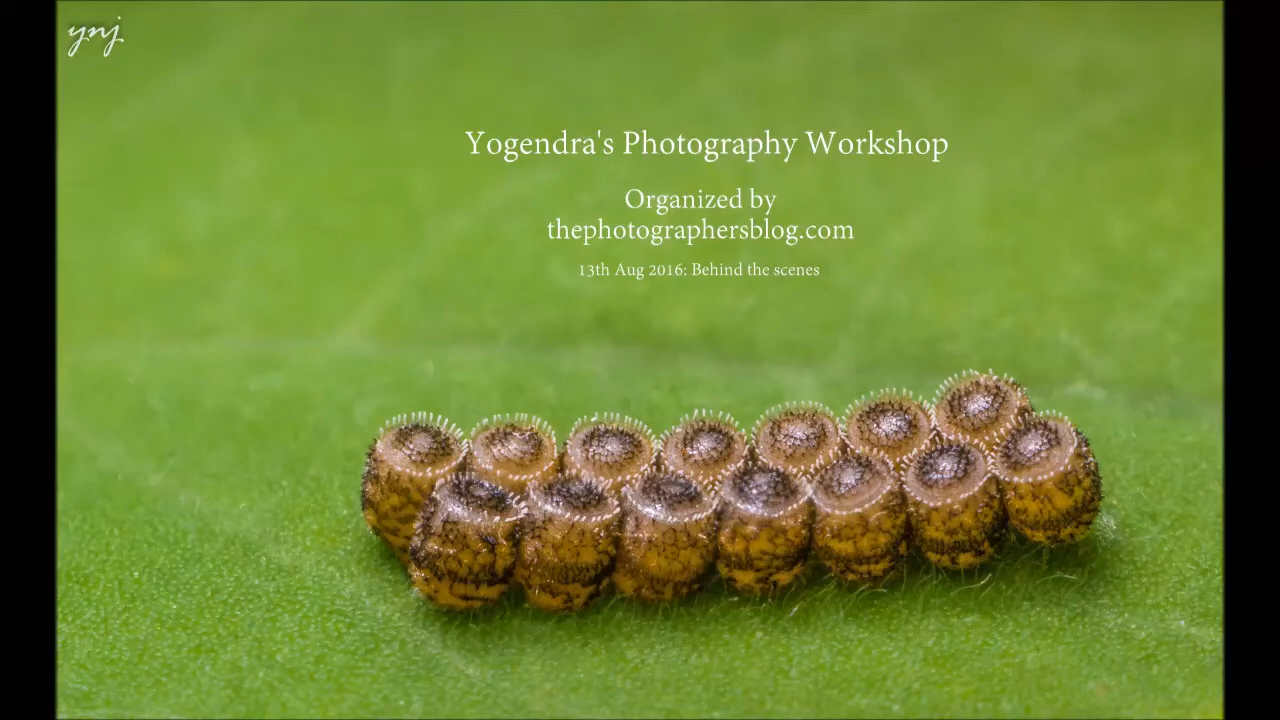 ynj
Yogendra's Photography Workshop
Organized by
thephotographersblog.com
13th Aug 2016: Behind the scenes